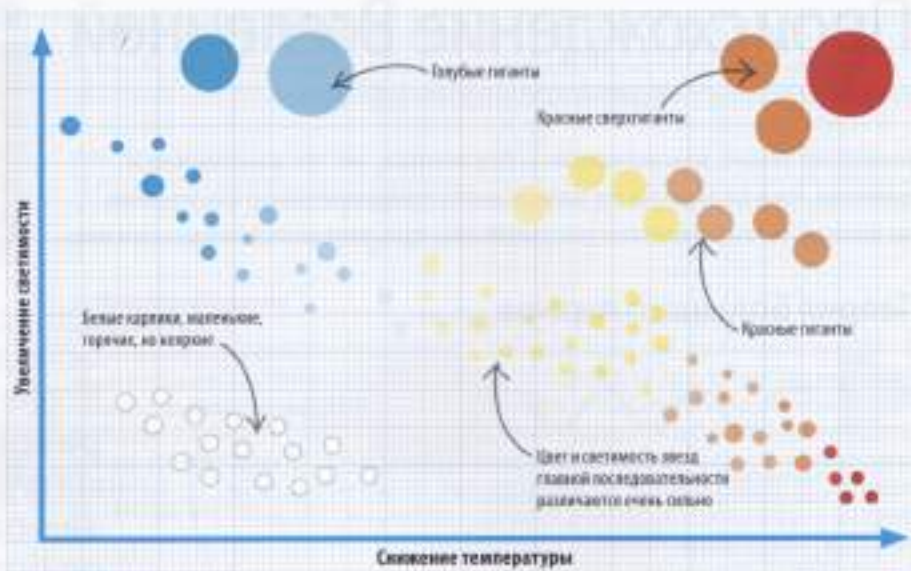 Голубые гиганты
Красные сверхгиганты
Увеличение светимости
Белые карлики, маленькие,
горячие, но неяркие
Красные гиганты
Цвет и светимость звезд
главной последовательности
различаются очень сильно
Снижение температуры